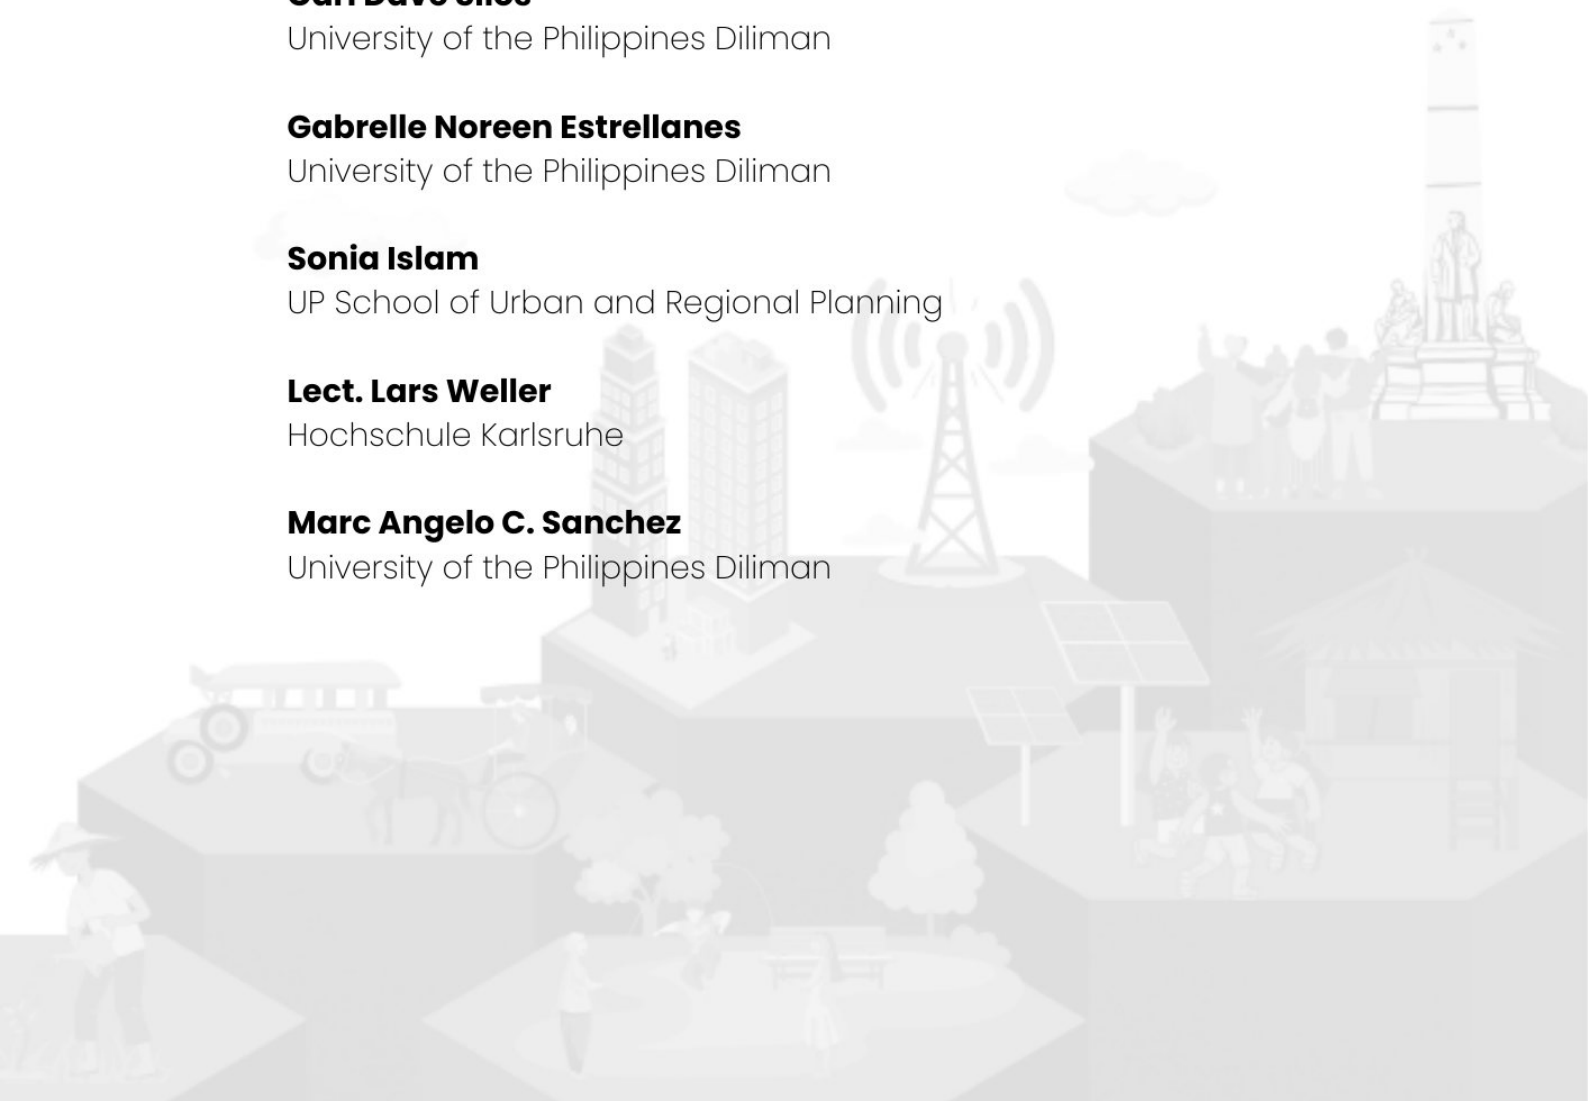 University of the Philippines Diliman
Gabrelle Noreen Estrellanes
University of the Philippines Diliman
Sonia Islam
UP School of Urban and Regional Planning
Lect. Lars Weller
Hochschule Karlsruhe
Marc Angelo C. Sanchez
University of the Philippines Diliman